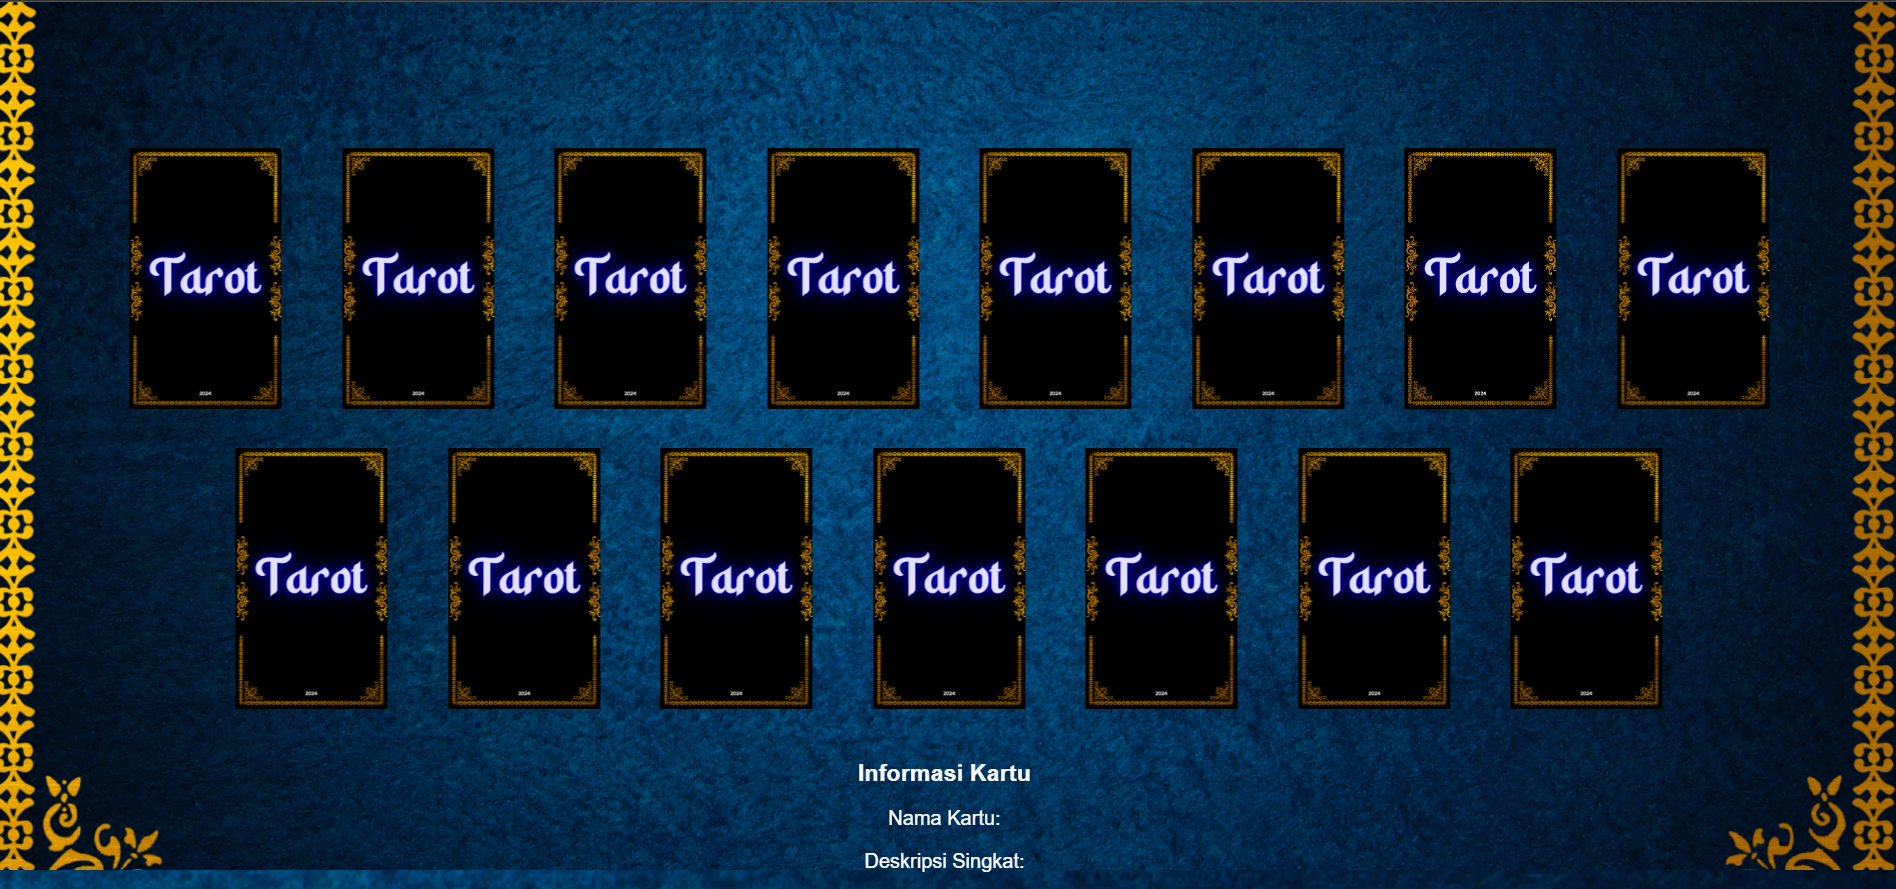 Tarot Tarot Tarot Tarot Tarot Tarot Tarot Tarot
2024 2024 2024 2024 2024 2024 2024 2024
Tarot Tarot Tarot Tarot Tarot Tarot Tarot
2024 2024 2024 2024 2024 2024 2024
Informasi Kartu
Nama Kartu:
Deskripsi Singkat: